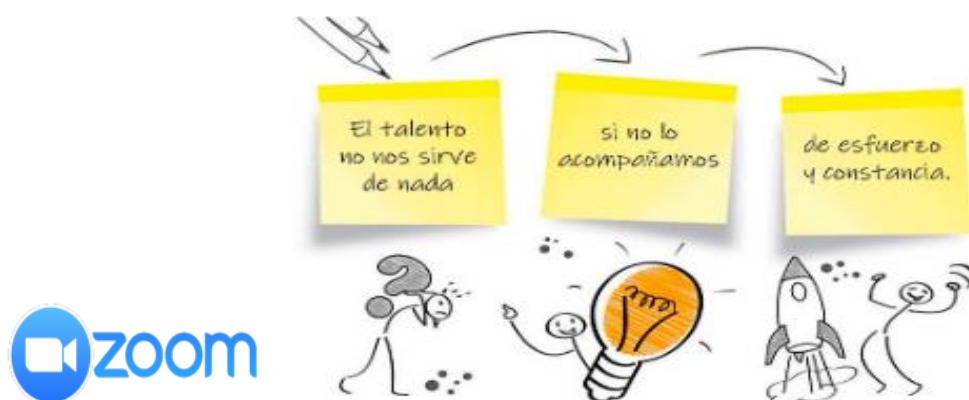 El talento
no nos sirve
de nada
si no lo
acompañamos
de esfuerzo
y constancia.
zoom